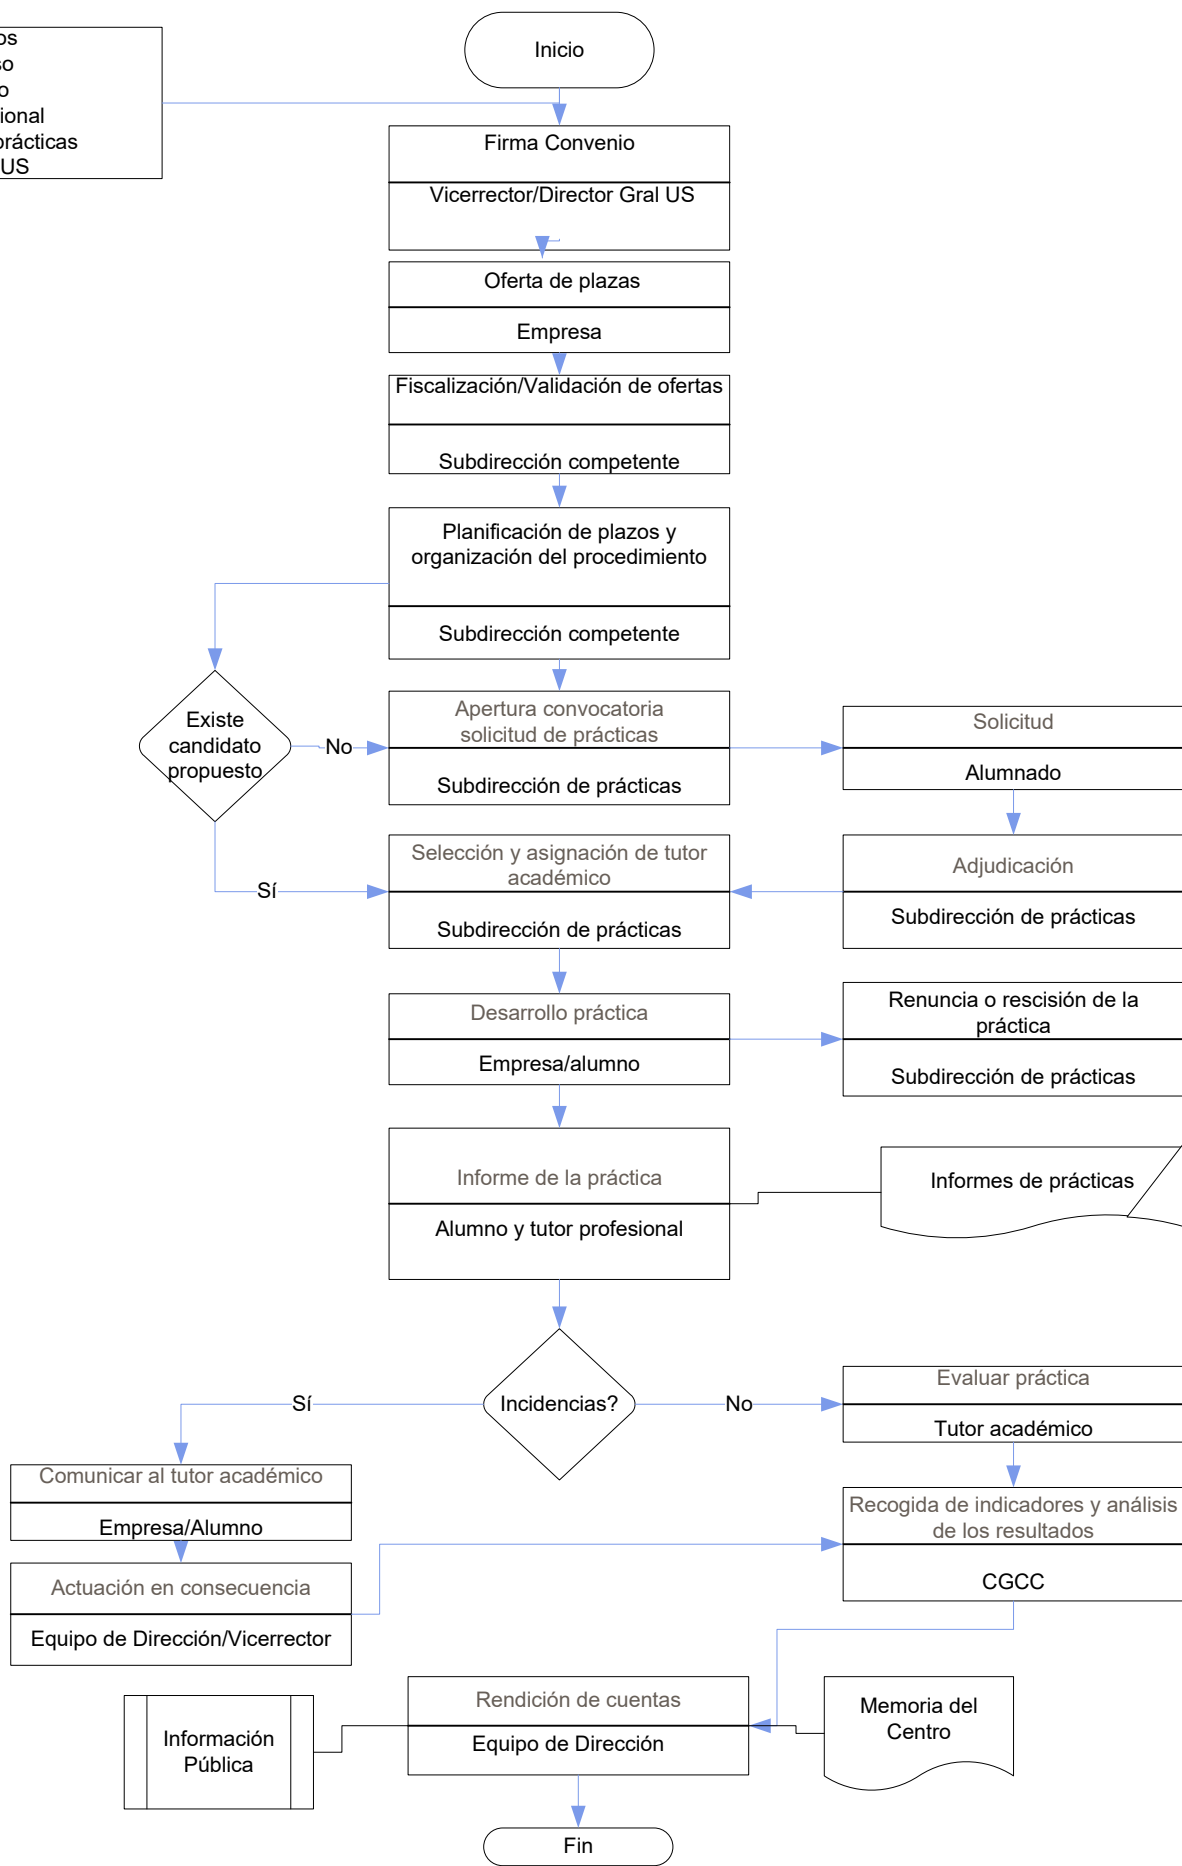 Inicio
prácticas
US
Firma Convenio
Vicerrector/Director Gral US
Oferta de plazas
Empresa
Fiscalización/Validación de ofertas
Subdirección competente
Planificación de plazos y
organización del procedimiento
Subdirección competente
Existe
candidato
propuesto
No
Apertura convocatoria
solicitud de prácticas
Subdirección de prácticas
Solicitud
Alumnado
Sí
Selección y asignación de tutor
académico
Subdirección de prácticas
Adjudicación
Subdirección de prácticas
Desarrollo práctica
Empresa/alumno
Renuncia o rescisión de la
práctica
Subdirección de prácticas
Informe de la práctica
Alumno y tutor profesional
Informes de prácticas
Incidencias?
Sí
No
Evaluar práctica
Tutor académico
Comunicar al tutor académico
Empresa/Alumno
Recogida de indicadores y análisis
de los resultados
CGCC
Actuación en consecuencia
Equipo de Dirección/Vicerrector
Rendición de cuentas
Equipo de Dirección
Información
Pública
Memoria del
Centro
Fin